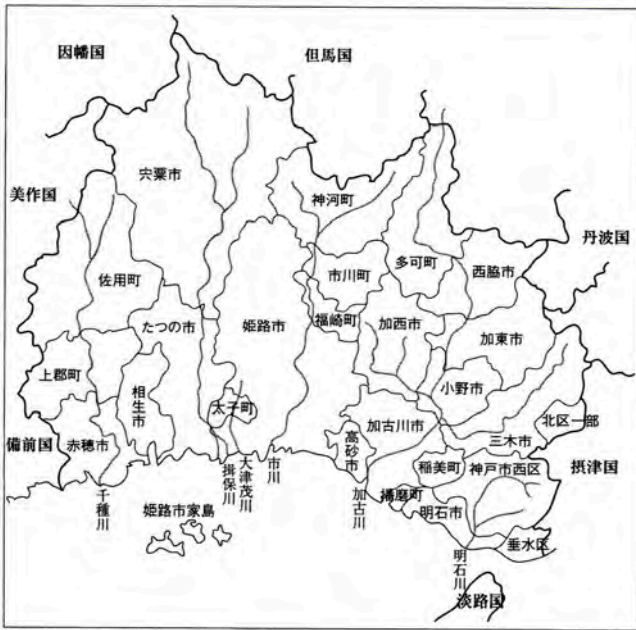 因幡国
但馬国
宍粟市
美作国
神河町
丹波国
佐用町
市川町
多可町
西脇市
たつの市
姫路市
福崎町
加西市
加東市
上郡町
相生市
太子町
小野市
北区一部
加古川市
三木市
備前国
赤穂市
高砂市
稲美町
神戸市西区
摂津国
千種川
姫路市家島
揖保川
大津茂川
市川
加古川
播磨町
明石市
垂水区
明石川
淡路国